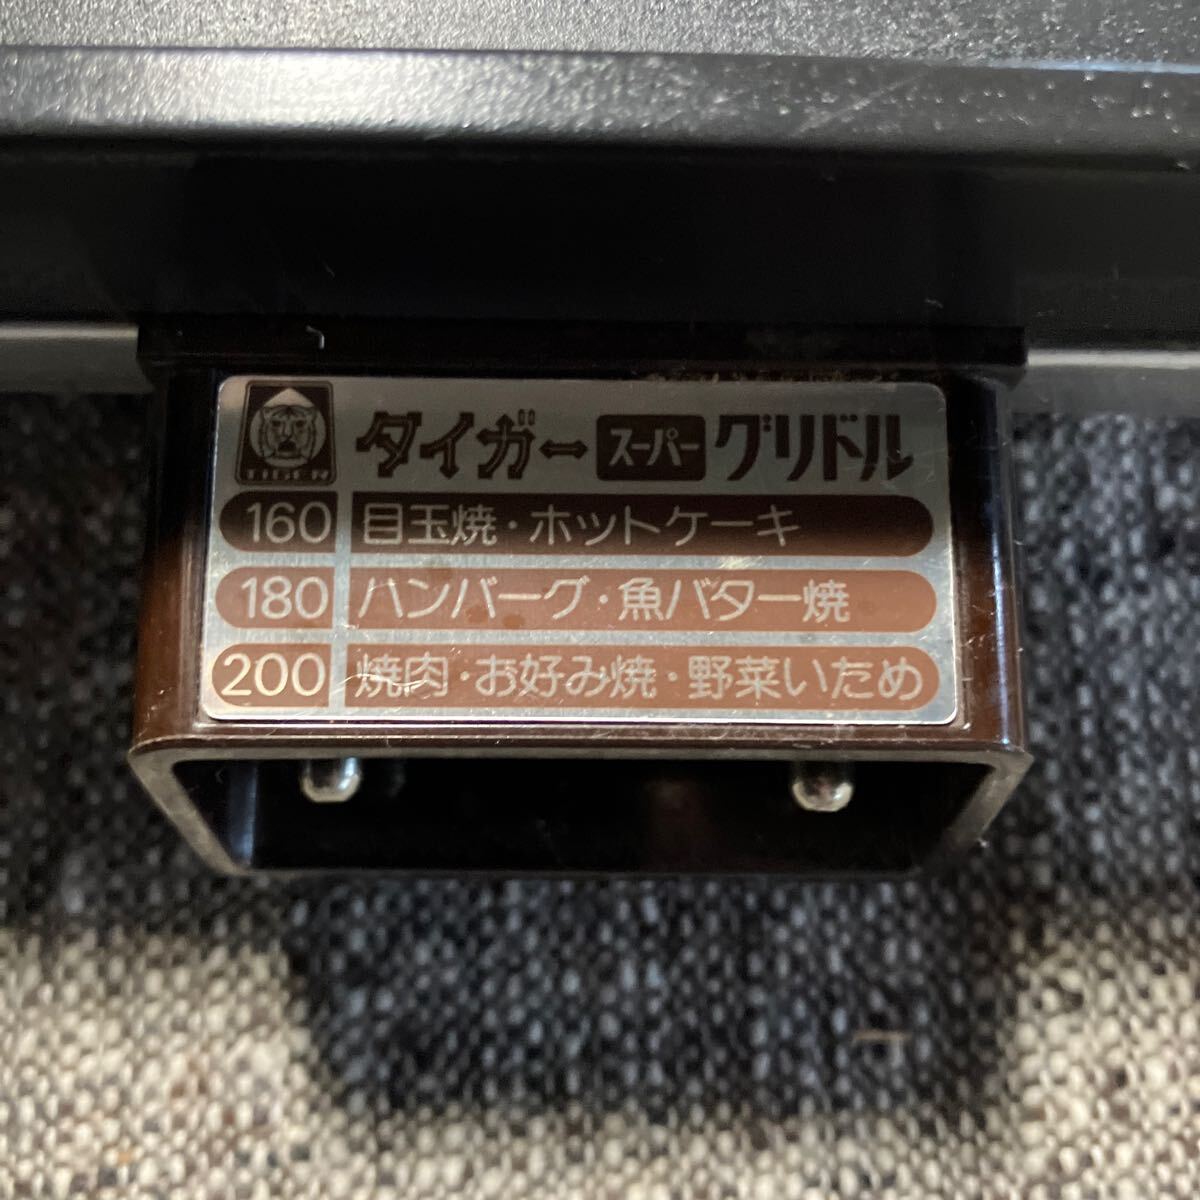 TIGER
タイガースーパーグリドル
160 目玉焼・ホットケーキ
180 ハンバーグ・魚バター焼
200 焼肉・お好み焼・野菜いため